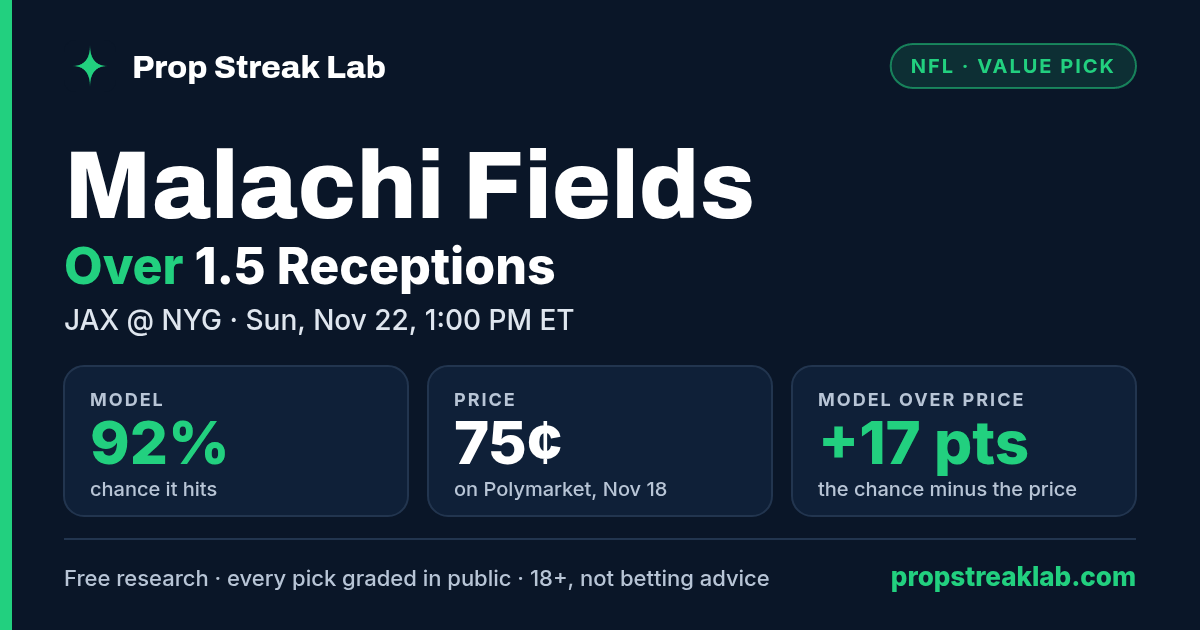 Prop Streak Lab
NFL · VALUE PICK
Malachi Fields
Over 1.5 Receptions
JAX @ NYG · Sun, Nov 22, 1:00 PM ET
MODEL
92%
chance it hits
PRICE
75¢
on Polymarket, Nov 18
MODEL OVER PRICE
+17 pts
the chance minus the price
Free research · every pick graded in public · 18+, not betting advice
propstreaklab.com